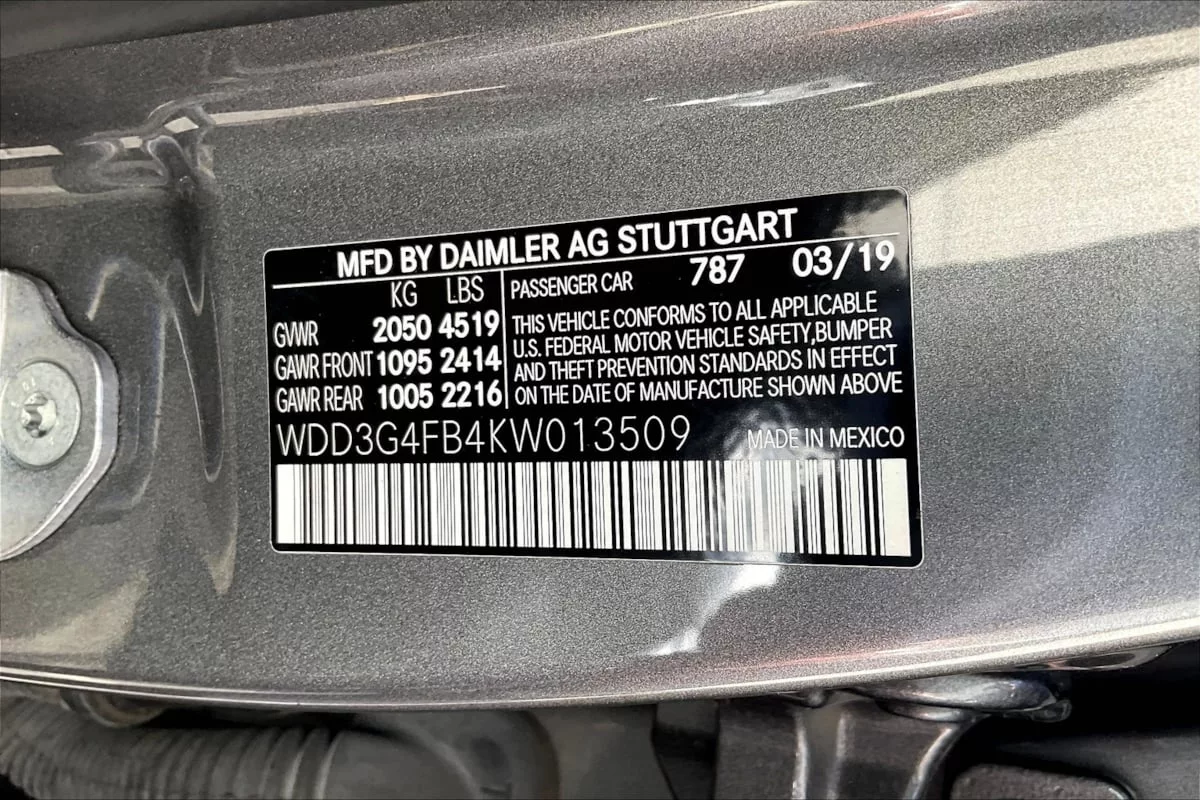 MFD BY DAIMLER AG STUTTGART
KG LBS
GVWR 2050 4519
GAWR FRONT 1095 2414
GAWR REAR 1005 2216
PASSENGER CAR 787 03/19
THIS VEHICLE CONFORMS TO ALL APPLICABLE
U.S. FEDERAL MOTOR VEHICLE SAFETY,BUMPER
AND THEFT PREVENTION STANDARDS IN EFFECT
ON THE DATE OF MANUFACTURE SHOWN ABOVE
WDD3G4FB4KW013509 MADE IN MEXICO